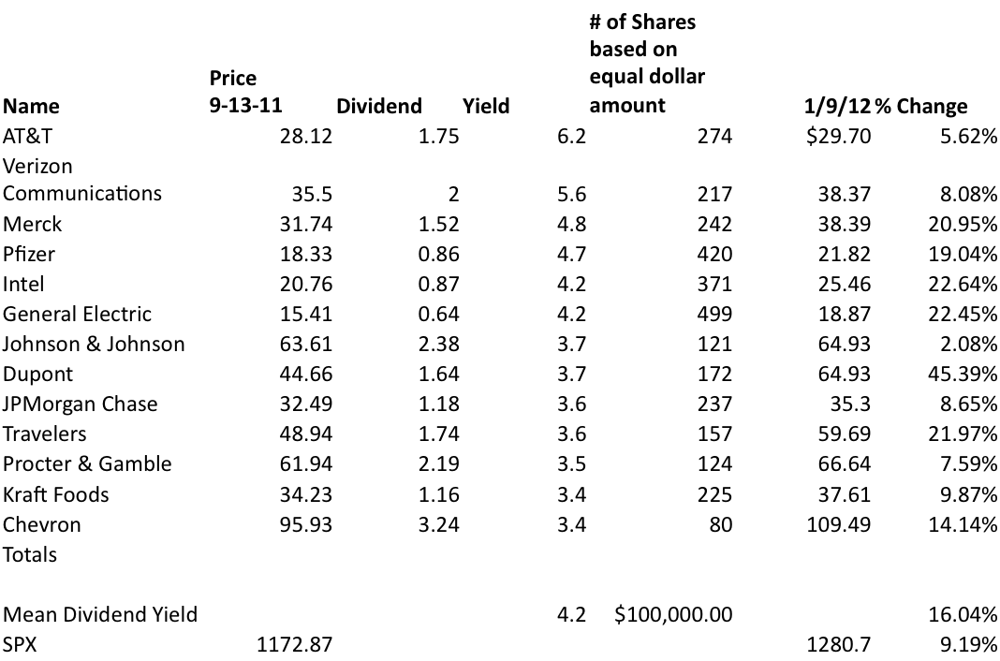 # of Shares
based on
Price equal dollar
Name 9-13-11 Dividend Yield amount 1/9/12 % Change
AT&T 28.12 1.75 6.2 274 $29.70 5.62%
Verizon
Communications 35.5 2 5.6 217 38.37 8.08%
Merck 31.74 1.52 4.8 242 38.39 20.95%
Pfizer 18.33 0.86 4.7 420 21.82 19.04%
Intel 20.76 0.87 4.2 371 25.46 22.64%
General Electric 15.41 0.64 4.2 499 18.87 22.45%
Johnson & Johnson 63.61 2.38 3.7 121 64.93 2.08%
Dupont 44.66 1.64 3.7 172 64.93 45.39%
JPMorgan Chase 32.49 1.18 3.6 237 35.3 8.65%
Travelers 48.94 1.74 3.6 157 59.69 21.97%
Procter & Gamble 61.94 2.19 3.5 124 66.64 7.59%
Kraft Foods 34.23 1.16 3.4 225 37.61 9.87%
Chevron 95.93 3.24 3.4 80 109.49 14.14%
Totals
Mean Dividend Yield 4.2 $100,000.00 16.04%
SPX 1172.87 1280.7 9.19%